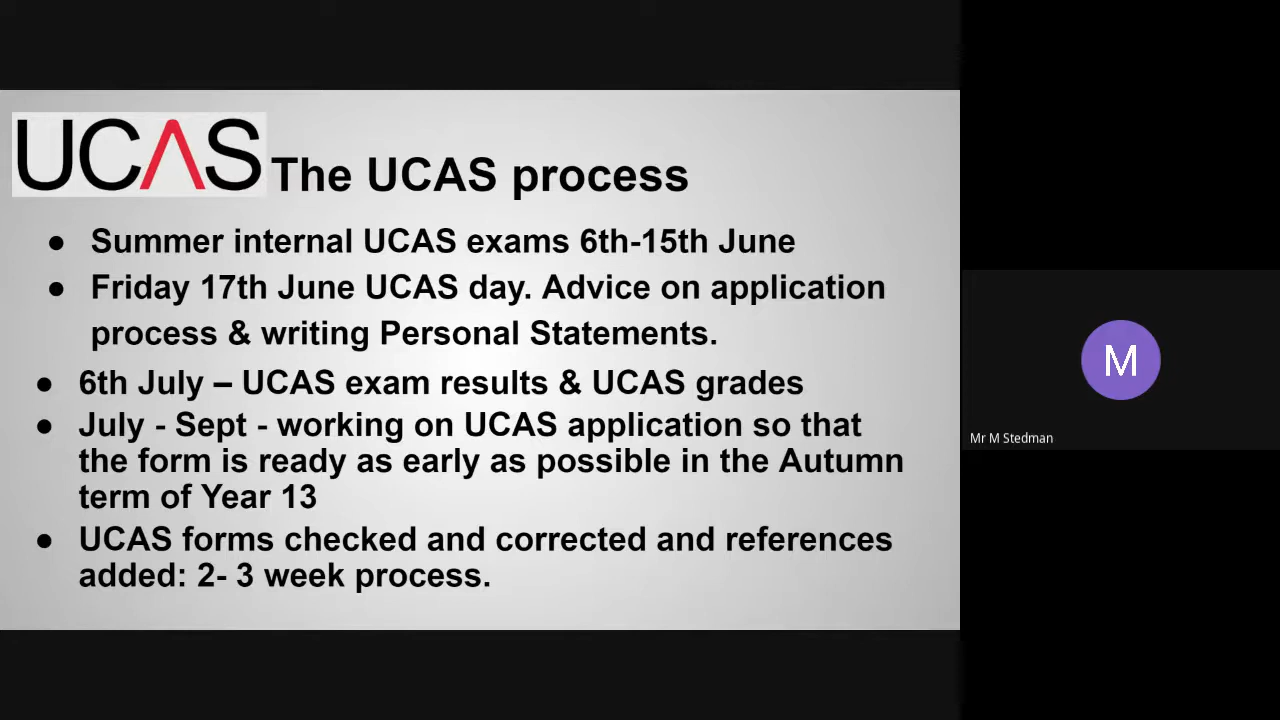 UCAS The UCAS process
● Summer internal UCAS exams 6th-15th June
● Friday 17th June UCAS day. Advice on application
process & writing Personal Statements.
● 6th July – UCAS exam results & UCAS grades
● July - Sept - working on UCAS application so that
the form is ready as early as possible in the Autumn
term of Year 13
● UCAS forms checked and corrected and references
added: 2- 3 week process.
M
Mr M Stedman